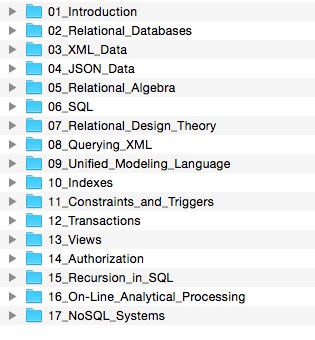 01_Introduction
02_Relational_Databases
03_XML_Data
04_JSON_Data
05_Relational_Algebra
06_SQL
07_Relational_Design_Theory
08_Querying_XML
09_Unified_Modeling_Language
10_Indexes
11_Constraints_and_Triggers
12_Transactions
13_Views
14_Authorization
15_Recursion_in_SQL
16_On-Line_Analytical_Processing
17_NoSQL_Systems